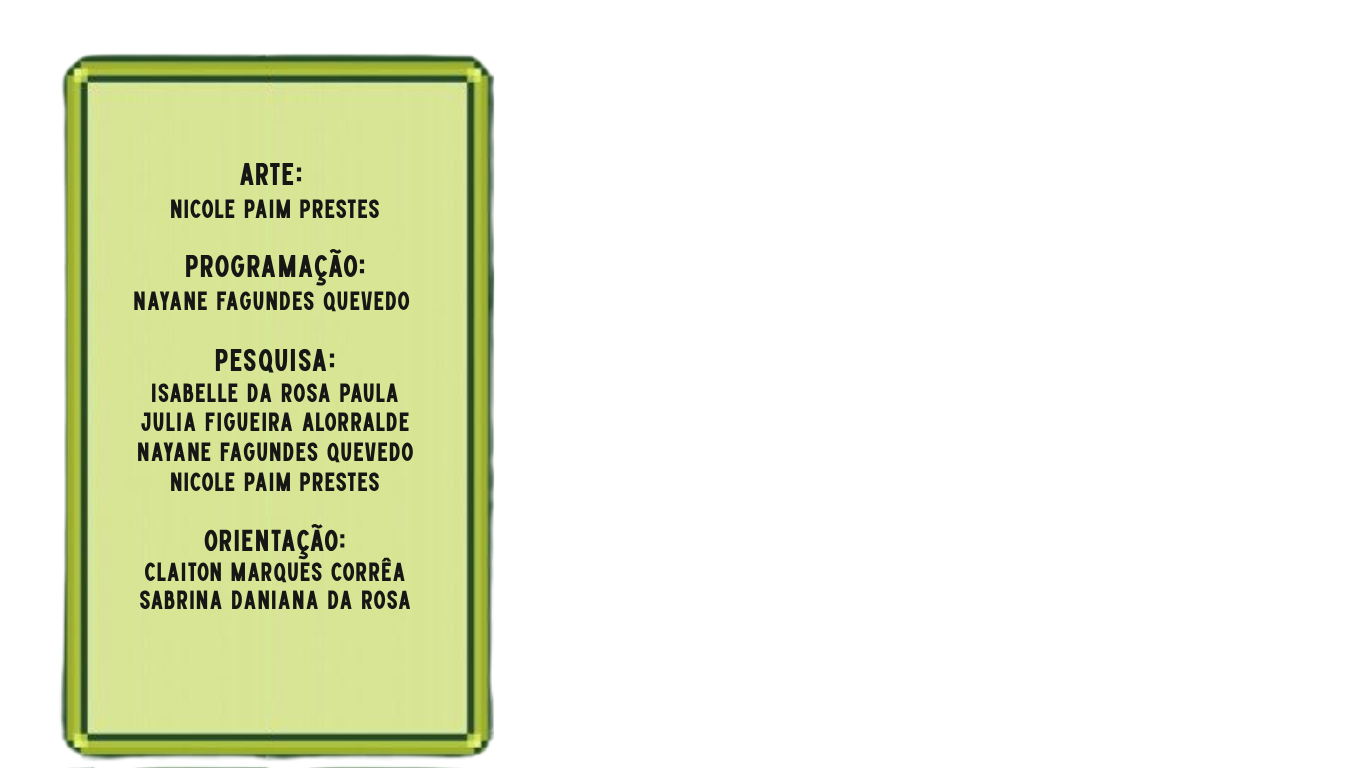 ARTE:
NICOLE PAIM PRESTES
PROGRAMAÇÃO:
NAYANE FAGUNDES QUEVEDO
PESQUISA:
ISABELLE DA ROSA PAULA
JULIA FIGUEIRA ALORRALDE
NAYANE FAGUNDES QUEVEDO
NICOLE PAIM PRESTES
ORIENTAÇÃO:
CLAITON MARQUES CORRÊA
SABRINA DANIANA DA ROSA